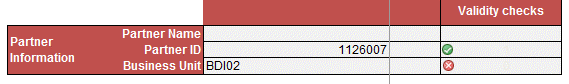 Validity checks
Partner Information
Partner Name
Partner ID 1126007
Business Unit BDI02